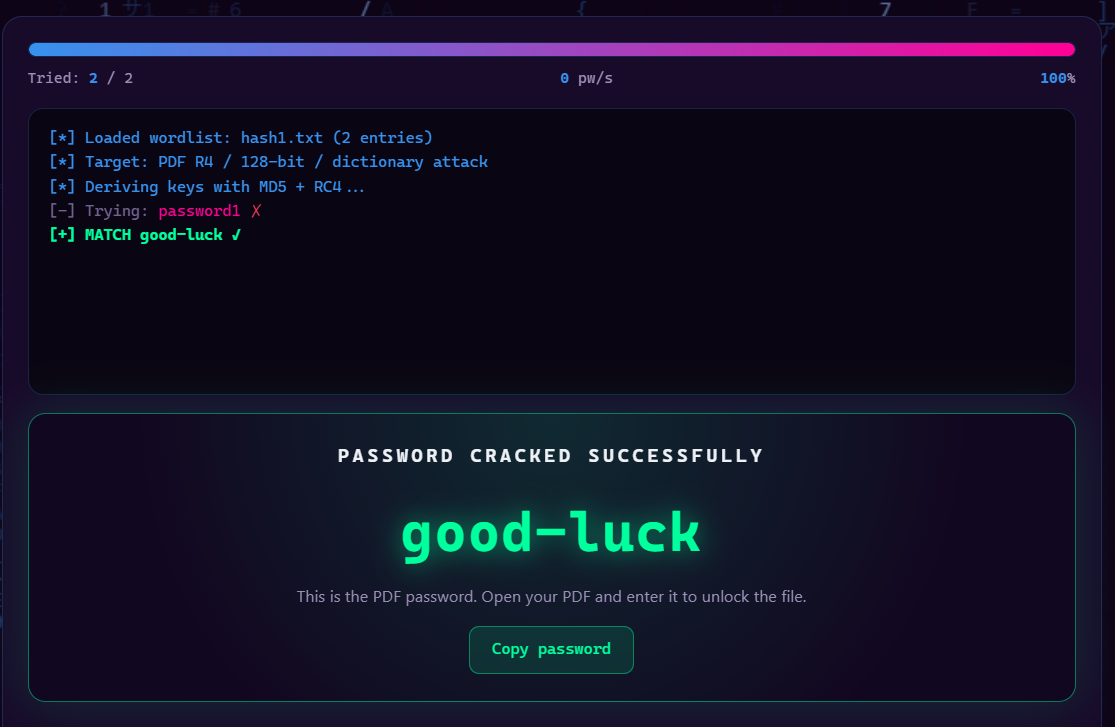 Tried: 2 / 2 0 pw/s 100%
[*] Loaded wordlist: hash1.txt (2 entries)
[*] Target: PDF R4 / 128-bit / dictionary attack
[*] Deriving keys with MD5 + RC4...
[-] Trying: password1 ✗
[+] MATCH good-luck ✓
PASSWORD CRACKED SUCCESSFULLY
good-luck
This is the PDF password. Open your PDF and enter it to unlock the file.
Copy password